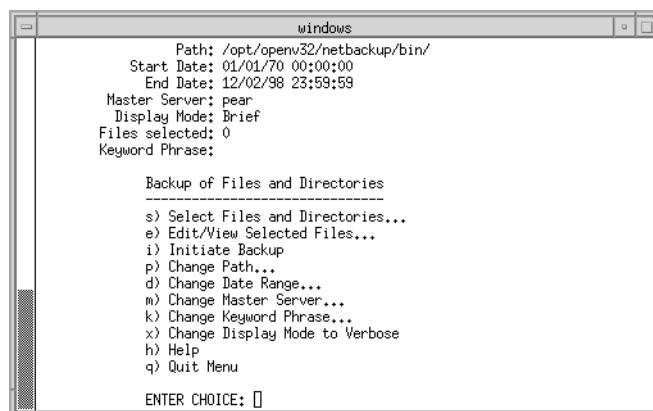 windows
Path: /opt/openv32/netbackup/bin/
Start Date: 01/01/70 00:00:00
End Date: 12/02/98 23:59:59
Master Server: pear
Display Mode: Brief
Files selected: 0
Keyword Phrase:
Backup of Files and Directories
--------------------------------
s) Select Files and Directories...
e) Edit/View Selected Files...
i) Initiate Backup
p) Change Path...
d) Change Date Range...
m) Change Master Server...
k) Change Keyword Phrase...
x) Change Display Mode to Verbose
h) Help
q) Quit Menu
ENTER CHOICE: